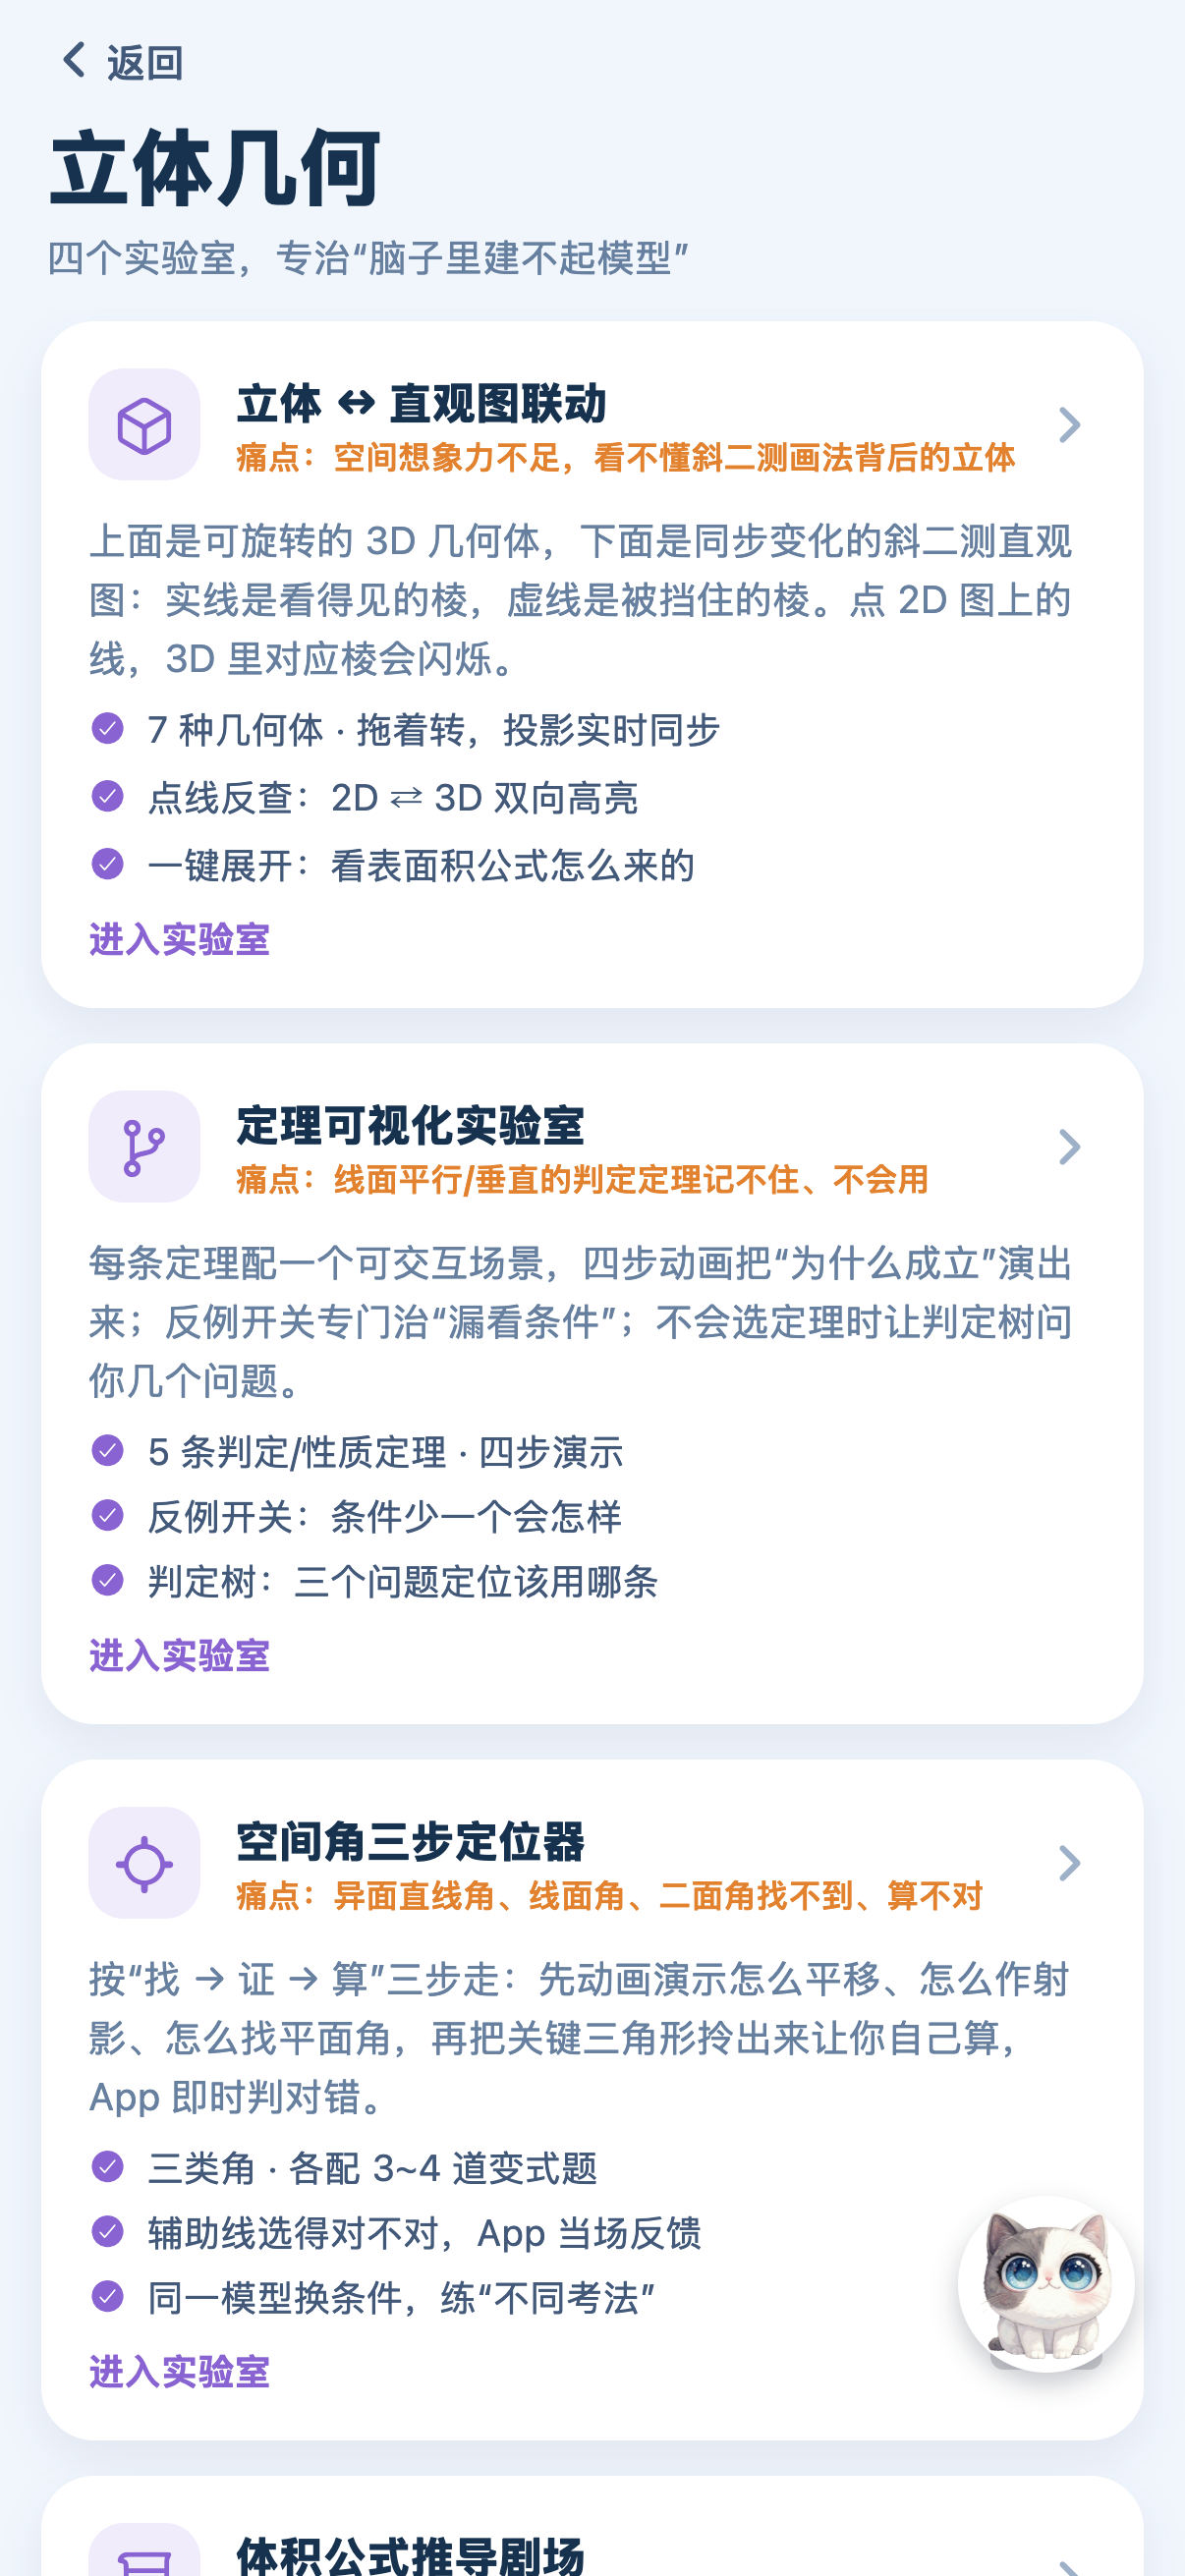 返回
立体几何
四个实验室，专治“脑子里建不起模型”
立体 ↔ 直观图联动
痛点：空间想象力不足，看不懂斜二测画法背后的立体
上面是可旋转的 3D 几何体，下面是同步变化的斜二测直观
图：实线是看得见的棱，虚线是被挡住的棱。点 2D 图上的
线，3D 里对应棱会闪烁。
7 种几何体 · 拖着转，投影实时同步
点线反查：2D ⇄ 3D 双向高亮
一键展开：看表面积公式怎么来的
进入实验室
定理可视化实验室
痛点：线面平行/垂直的判定定理记不住、不会用
每条定理配一个可交互场景，四步动画把“为什么成立”演出
来；反例开关专门治“漏看条件”；不会选定理时让判定树问
你几个问题。
5 条判定/性质定理 · 四步演示
反例开关：条件少一个会怎样
判定树：三个问题定位该用哪条
进入实验室
空间角三步定位器
痛点：异面直线角、线面角、二面角找不到、算不对
按“找 → 证 → 算”三步走：先动画演示怎么平移、怎么作射
影、怎么找平面角，再把关键三角形拎出来让你自己算，
App 即时判对错。
三类角 · 各配 3~4 道变式题
辅助线选得对不对，App 当场反馈
同一模型换条件，练“不同考法”
进入实验室
体积公式推导剧场